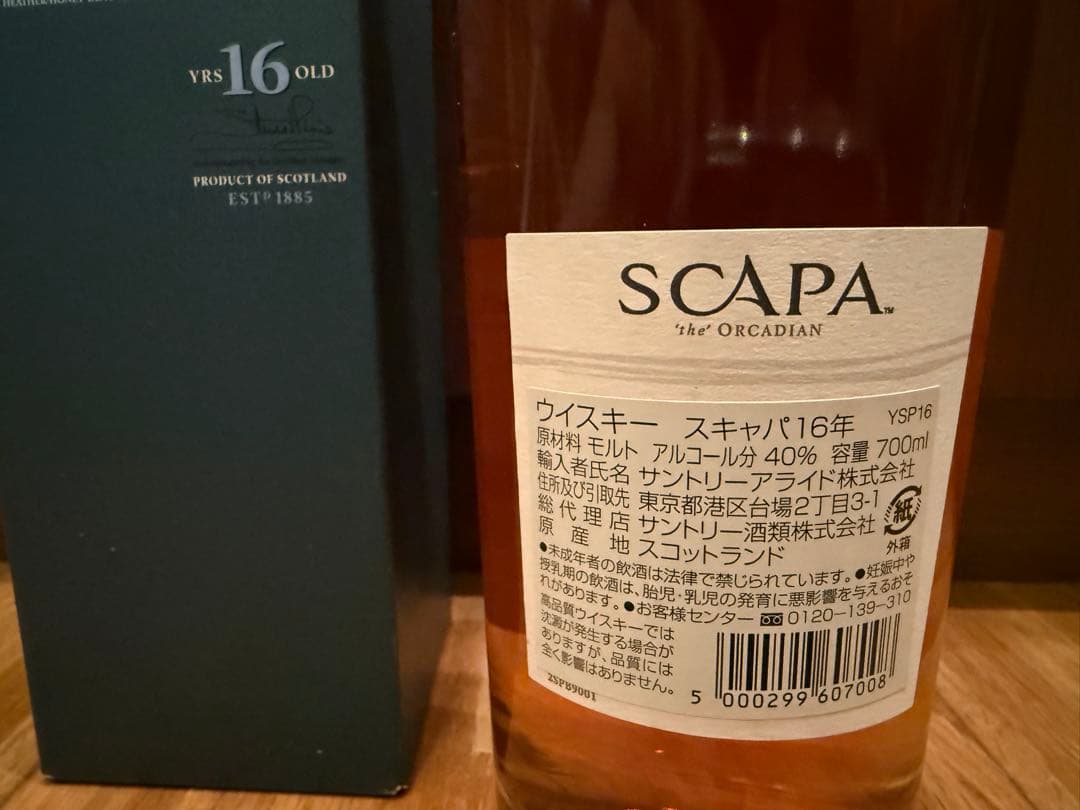 YRS 16 OLD
PRODUCT OF SCOTLAND
ESTD 1885
SCAPA™
'the' ORCADIAN
ウイスキー　スキャパ16年　YSP16
原材料 モルト　アルコール分 40%　容量 700ml
輸入者氏名 サントリーアライド株式会社
住所及び引取先 東京都港区台場2丁目3-1
総代理店 サントリー酒類株式会社
原産地 スコットランド
紙
外箱
●未成年者の飲酒は法律で禁じられています。●妊娠中や
授乳期の飲酒は、胎児・乳児の発育に悪影響を与えるおそ
れがあります。●お客様センター 0120-139-310
高品質ウイスキーでは
沈澱が発生する場合が
ありますが、品質には
全く影響はありません。
2SPB9001
5 000299 607008